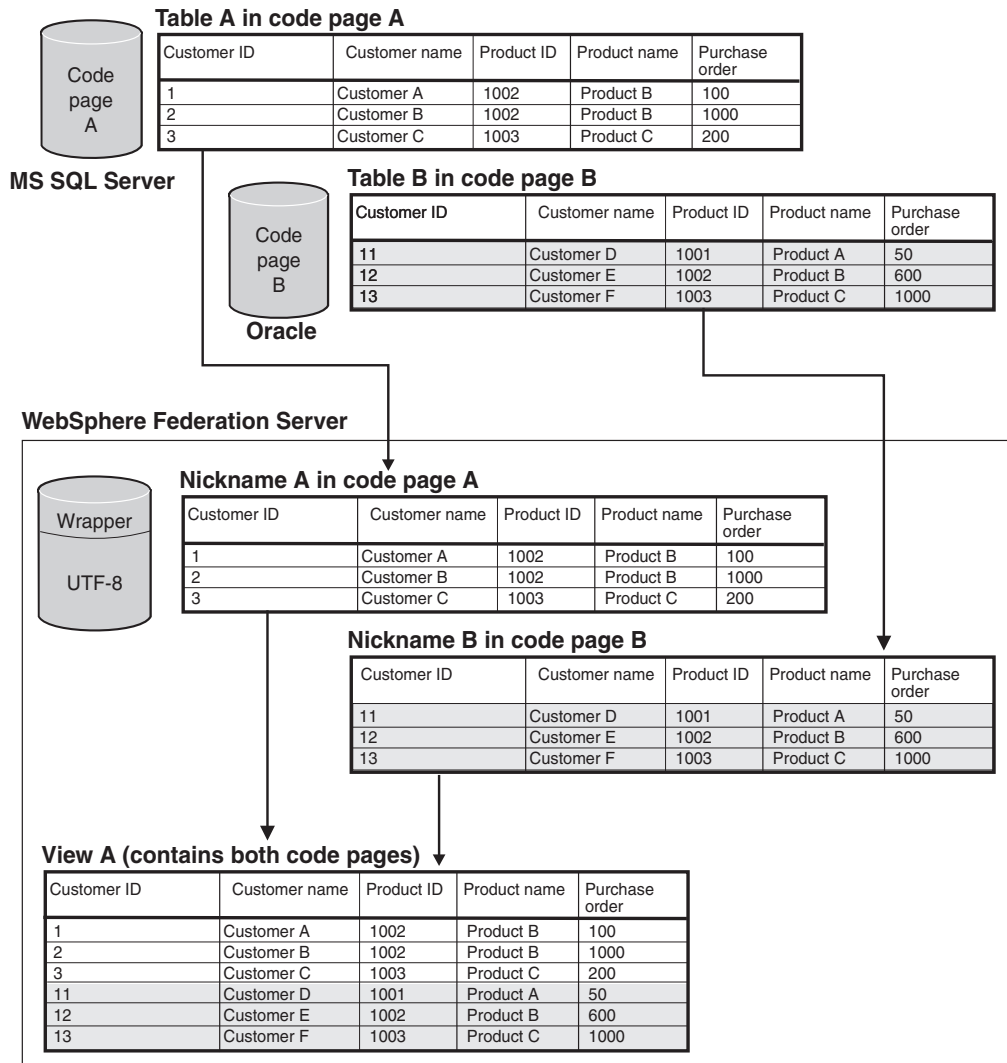 Table A in code page A
Customer ID Customer name Product ID Product name Purchase order
1 Customer A 1002 Product B 100
2 Customer B 1002 Product B 1000
3 Customer C 1003 Product C 200
Code
page
A
MS SQL Server
Table B in code page B
Customer ID Customer name Product ID Product name Purchase order
11 Customer D 1001 Product A 50
12 Customer E 1002 Product B 600
13 Customer F 1003 Product C 1000
Code
page
B
Oracle
WebSphere Federation Server
Nickname A in code page A
Customer ID Customer name Product ID Product name Purchase order
1 Customer A 1002 Product B 100
2 Customer B 1002 Product B 1000
3 Customer C 1003 Product C 200
Wrapper
UTF-8
Nickname B in code page B
Customer ID Customer name Product ID Product name Purchase order
11 Customer D 1001 Product A 50
12 Customer E 1002 Product B 600
13 Customer F 1003 Product C 1000
View A (contains both code pages)
Customer ID Customer name Product ID Product name Purchase order
1 Customer A 1002 Product B 100
2 Customer B 1002 Product B 1000
3 Customer C 1003 Product C 200
11 Customer D 1001 Product A 50
12 Customer E 1002 Product B 600
13 Customer F 1003 Product C 1000